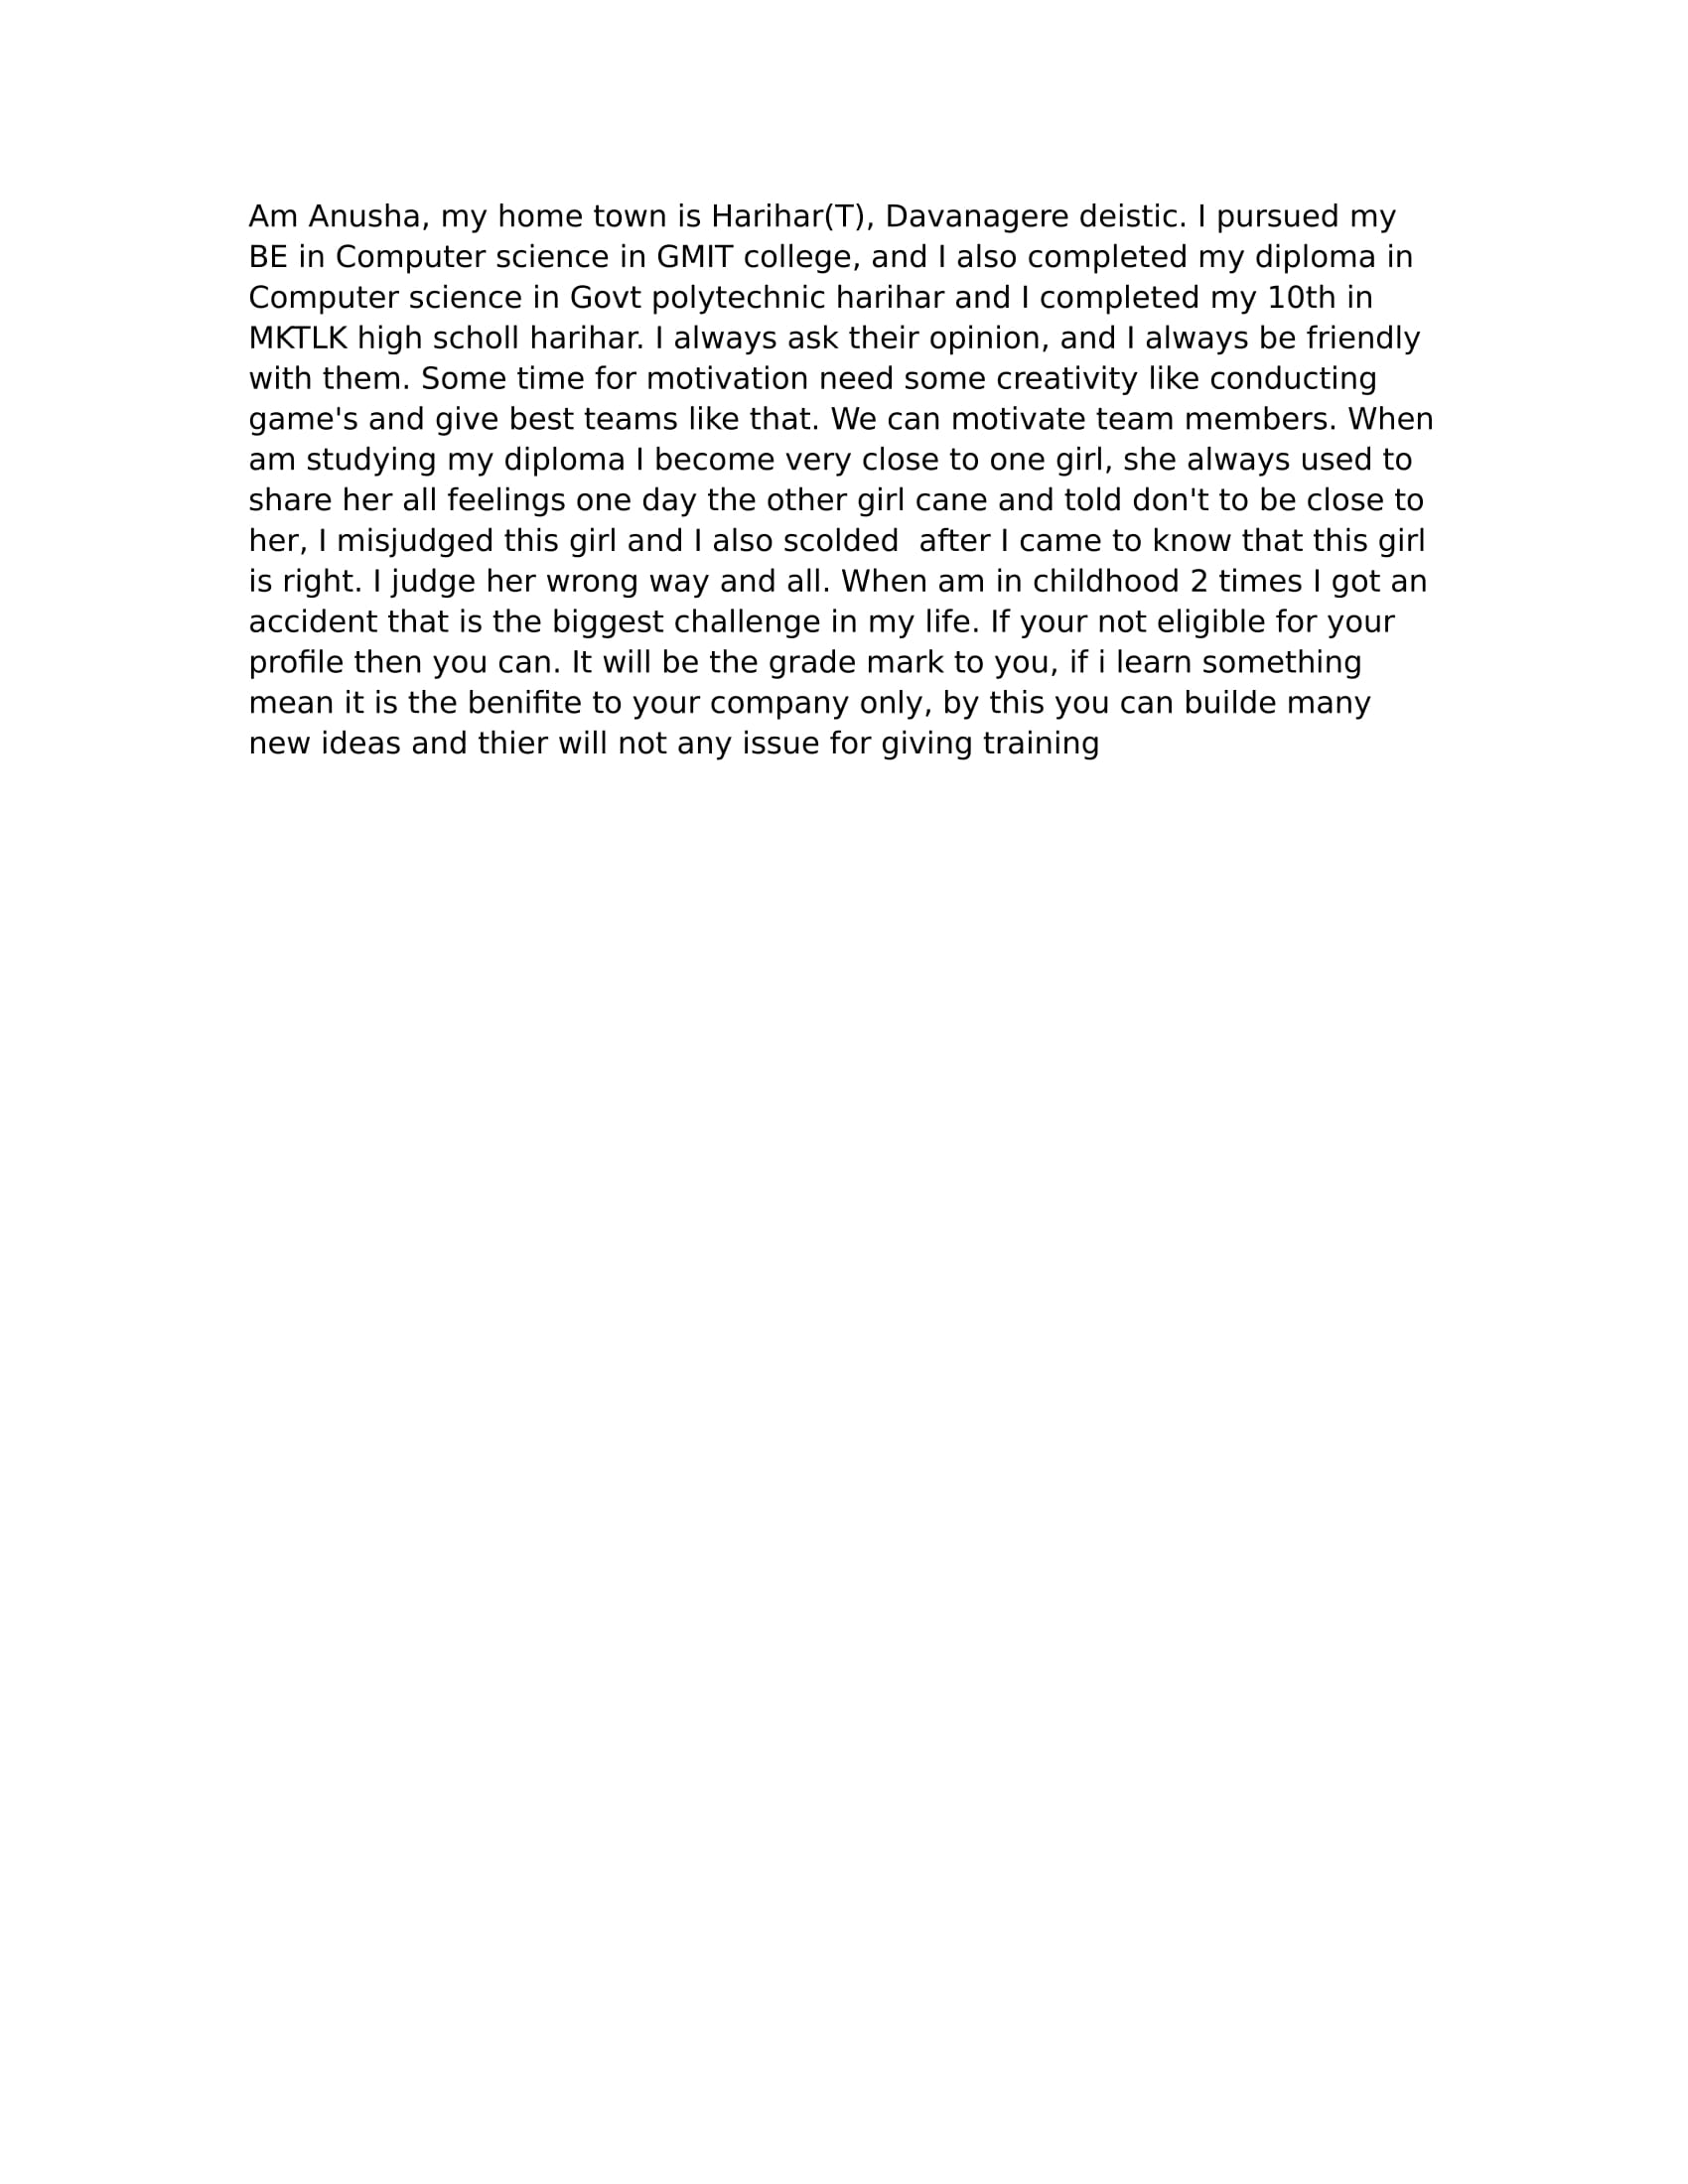 Am Anusha, my home town is Harihar(T), Davanagere deistic. I pursued my
BE in Computer science in GMIT college, and I also completed my diploma in
Computer science in Govt polytechnic harihar and I completed my 10th in
MKTLK high scholl harihar. I always ask their opinion, and I always be friendly
with them. Some time for motivation need some creativity like conducting
game's and give best teams like that. We can motivate team members. When
am studying my diploma I become very close to one girl, she always used to
share her all feelings one day the other girl cane and told don't to be close to
her, I misjudged this girl and I also scolded  after I came to know that this girl
is right. I judge her wrong way and all. When am in childhood 2 times I got an
accident that is the biggest challenge in my life. If your not eligible for your
profile then you can. It will be the grade mark to you, if i learn something
mean it is the benifite to your company only, by this you can builde many
new ideas and thier will not any issue for giving training